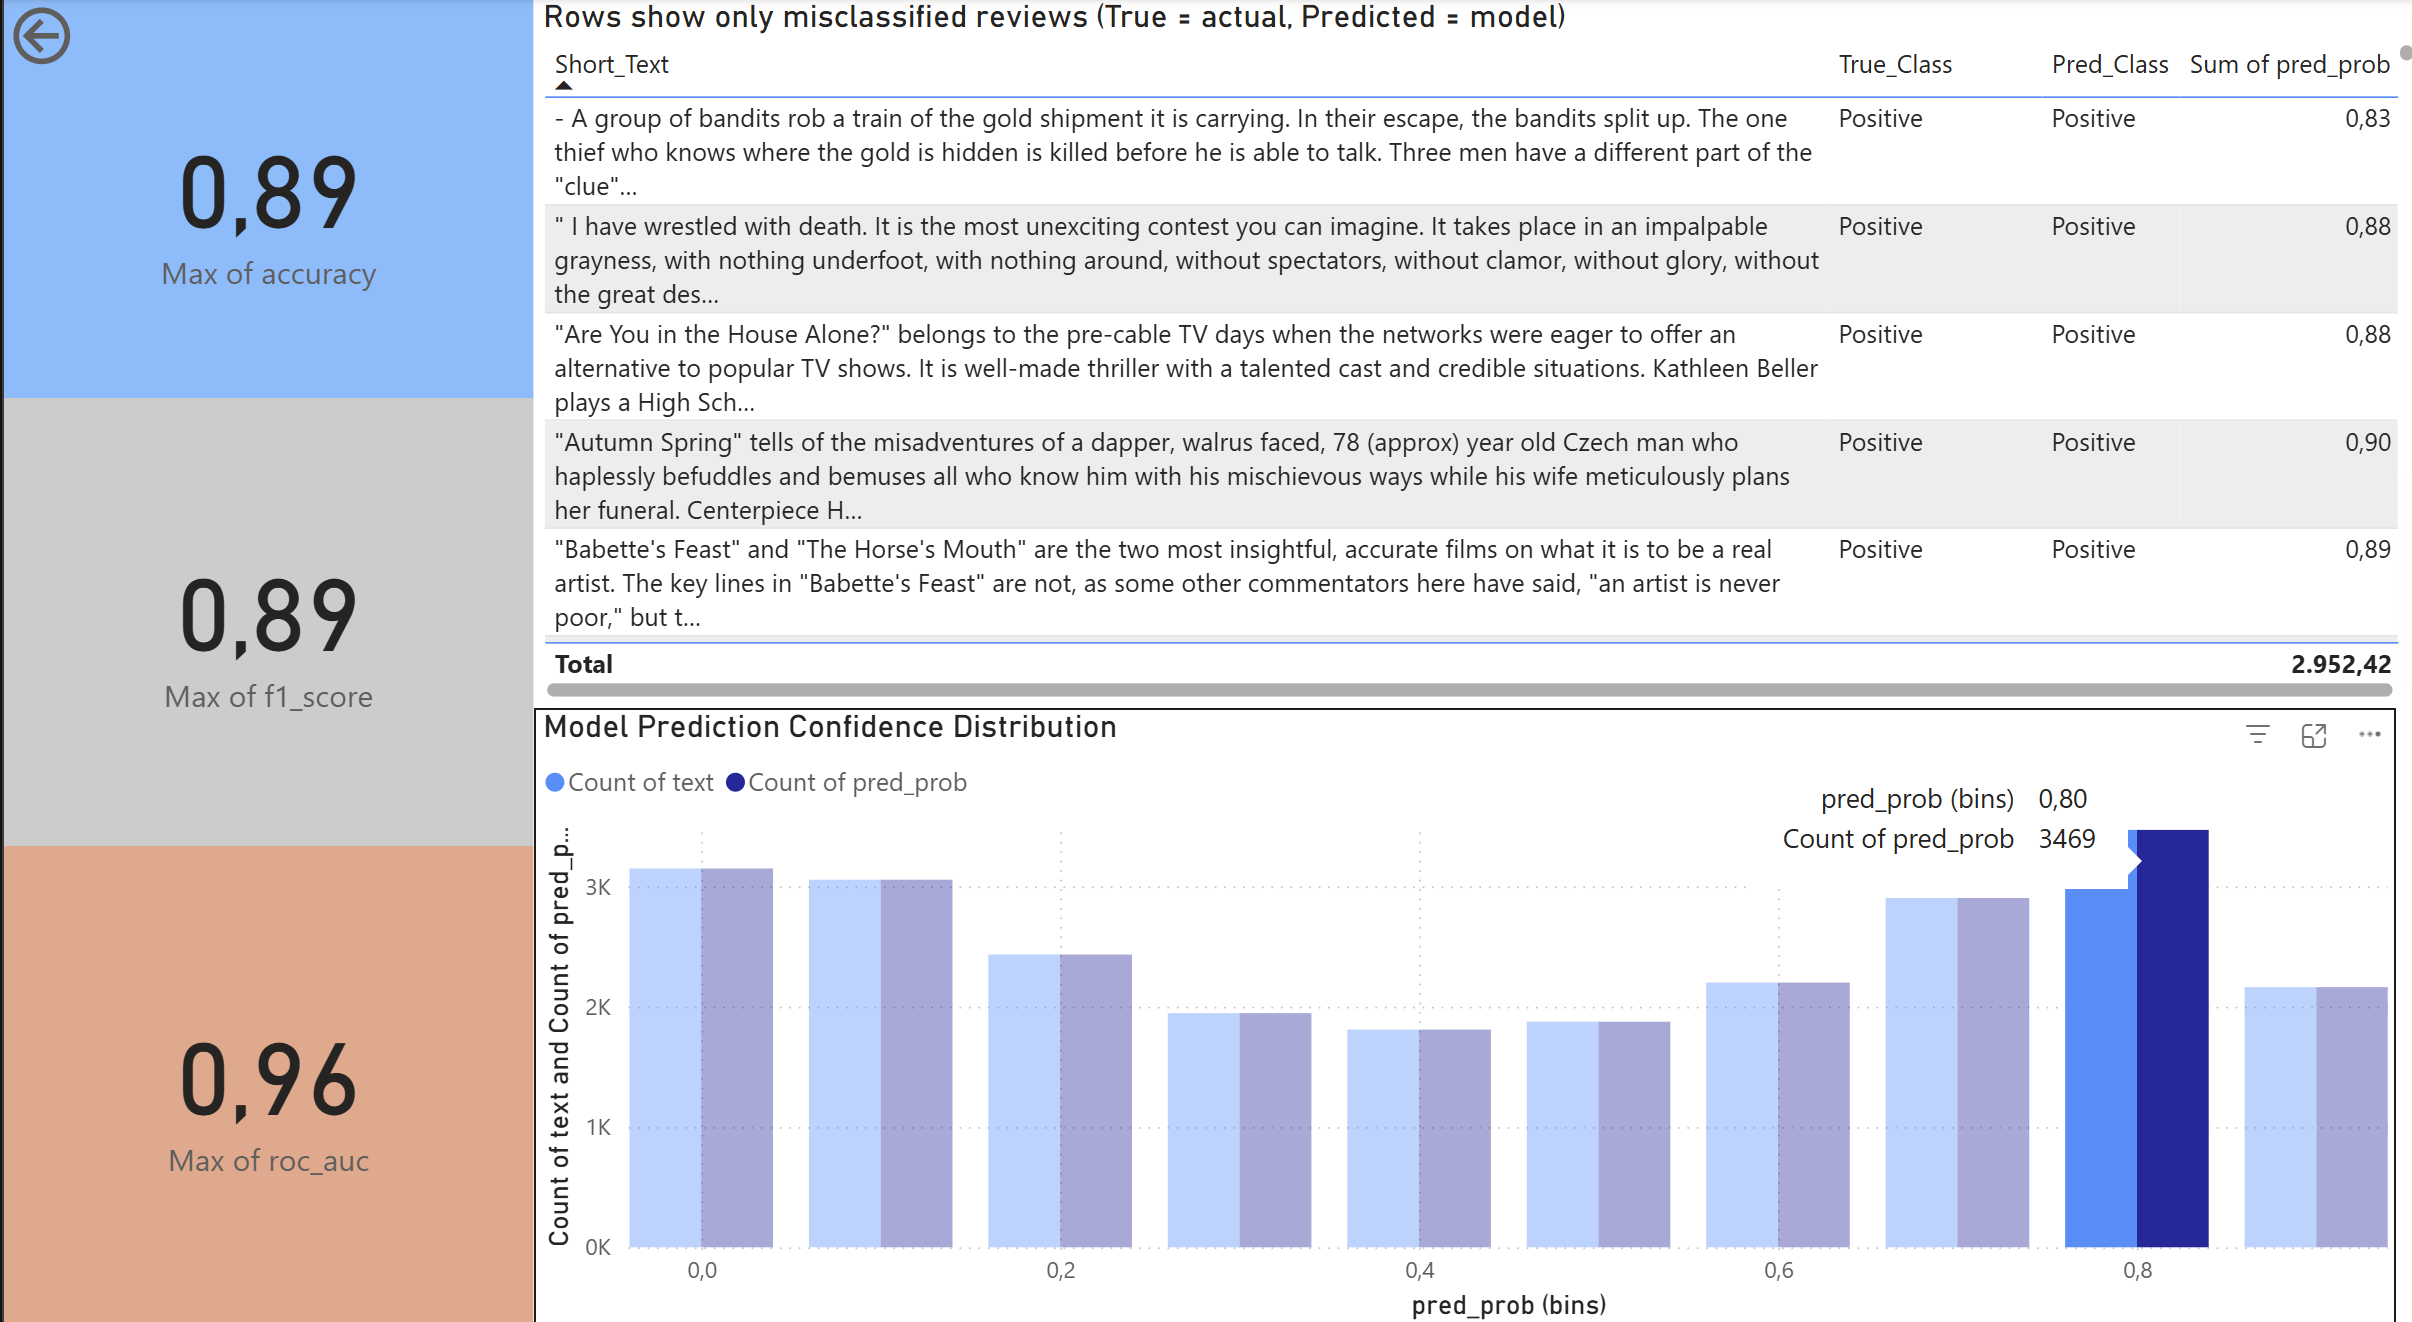 0,89
Max of accuracy
0,89
Max of f1_score
0,96
Max of roc_auc
Rows show only misclassified reviews (True = actual, Predicted = model)
Short_Text True_Class Pred_Class Sum of pred_prob
- A group of bandits rob a train of the gold shipment it is carrying. In their escape, the bandits split up. The one Positive Positive 0,83
thief who knows where the gold is hidden is killed before he is able to talk. Three men have a different part of the
"clue"...
" I have wrestled with death. It is the most unexciting contest you can imagine. It takes place in an impalpable Positive Positive 0,88
grayness, with nothing underfoot, with nothing around, without spectators, without clamor, without glory, without
the great des...
"Are You in the House Alone?" belongs to the pre-cable TV days when the networks were eager to offer an Positive Positive 0,88
alternative to popular TV shows. It is well-made thriller with a talented cast and credible situations. Kathleen Beller
plays a High Sch...
"Autumn Spring" tells of the misadventures of a dapper, walrus faced, 78 (approx) year old Czech man who Positive Positive 0,90
haplessly befuddles and bemuses all who know him with his mischievous ways while his wife meticulously plans
her funeral. Centerpiece H...
"Babette's Feast" and "The Horse's Mouth" are the two most insightful, accurate films on what it is to be a real Positive Positive 0,89
artist. The key lines in "Babette's Feast" are not, as some other commentators here have said, "an artist is never
poor," but t...
Total 2.952,42
Model Prediction Confidence Distribution
Count of text Count of pred_prob
pred_prob (bins) 0,80
Count of pred_prob 3469
Count of text and Count of pred_p...
3K
2K
1K
0K
0,0 0,2 0,4 0,6 0,8
pred_prob (bins)